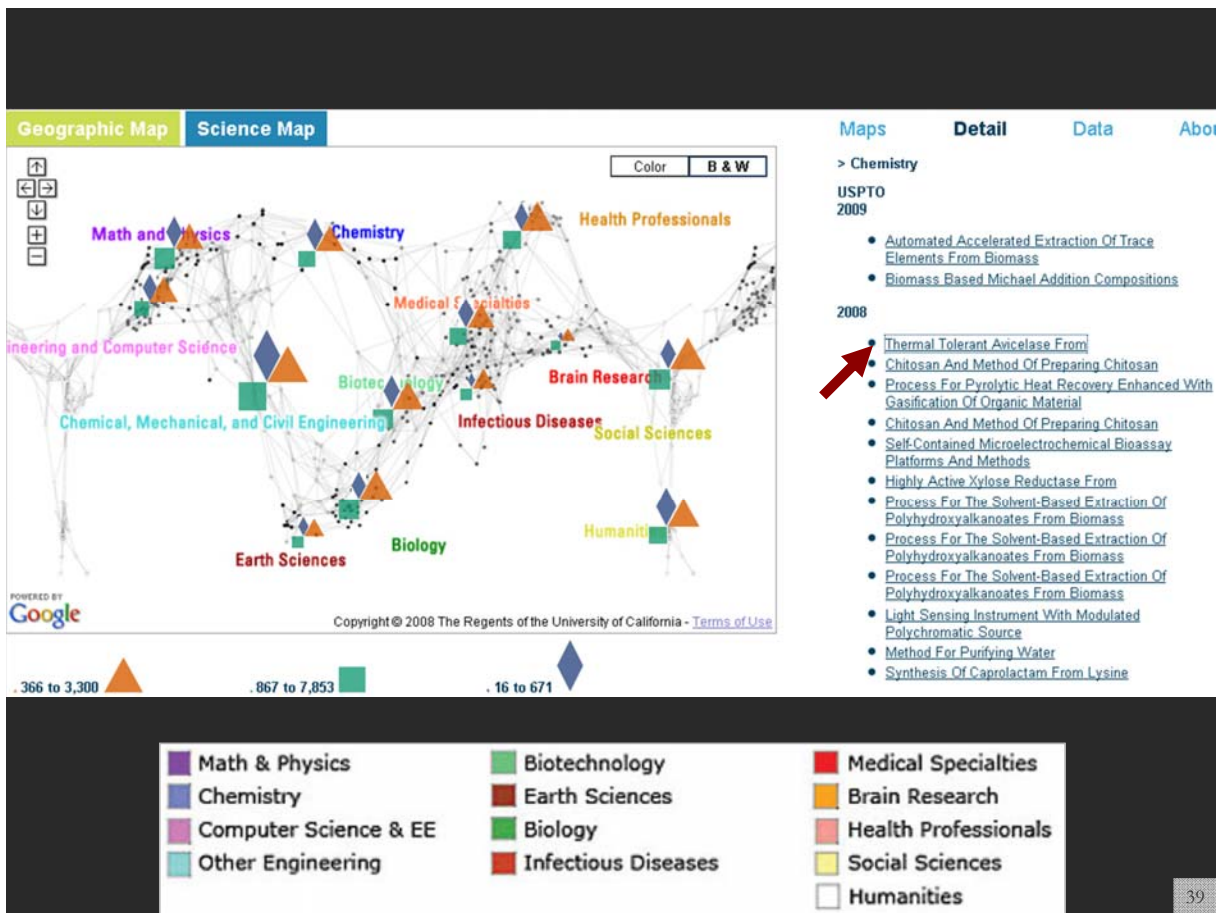 Geographic Map
Science Map
Maps
Detail
Data
Abou
Color
B & W
> Chemistry
USPTO
2009
Automated Accelerated Extraction Of Trace
Elements From Biomass
Biomass Based Michael Addition Compositions
2008
Thermal Tolerant Avicelase From
Chitosan And Method Of Preparing Chitosan
Process For Pyrolytic Heat Recovery Enhanced With
Gasification Of Organic Material
Chitosan And Method Of Preparing Chitosan
Self-Contained Microelectrochemical Bioassay
Platforms And Methods
Highly Active Xylose Reductase From
Process For The Solvent-Based Extraction Of
Polyhydroxyalkanoates From Biomass
Process For The Solvent-Based Extraction Of
Polyhydroxyalkanoates From Biomass
Process For The Solvent-Based Extraction Of
Polyhydroxyalkanoates From Biomass
Light Sensing Instrument With Modulated
Polychromatic Source
Method For Purifying Water
Synthesis Of Caprolactam From Lysine
Health Professionals
Math and Physics
Chemistry
Medical Specialties
ineering and Computer Science
Brain Research
Biotechnology
Chemical, Mechanical, and Civil Engineering
Infectious Diseases
Social Sciences
Humanities
Biology
Earth Sciences
POWERED BY
Google
Copyright © 2008 The Regents of the University of California - Terms of Use
. 366 to 3,300
. 867 to 7,853
. 16 to 671
Math & Physics
Chemistry
Computer Science & EE
Other Engineering
Biotechnology
Earth Sciences
Biology
Infectious Diseases
Medical Specialties
Brain Research
Health Professionals
Social Sciences
Humanities
39